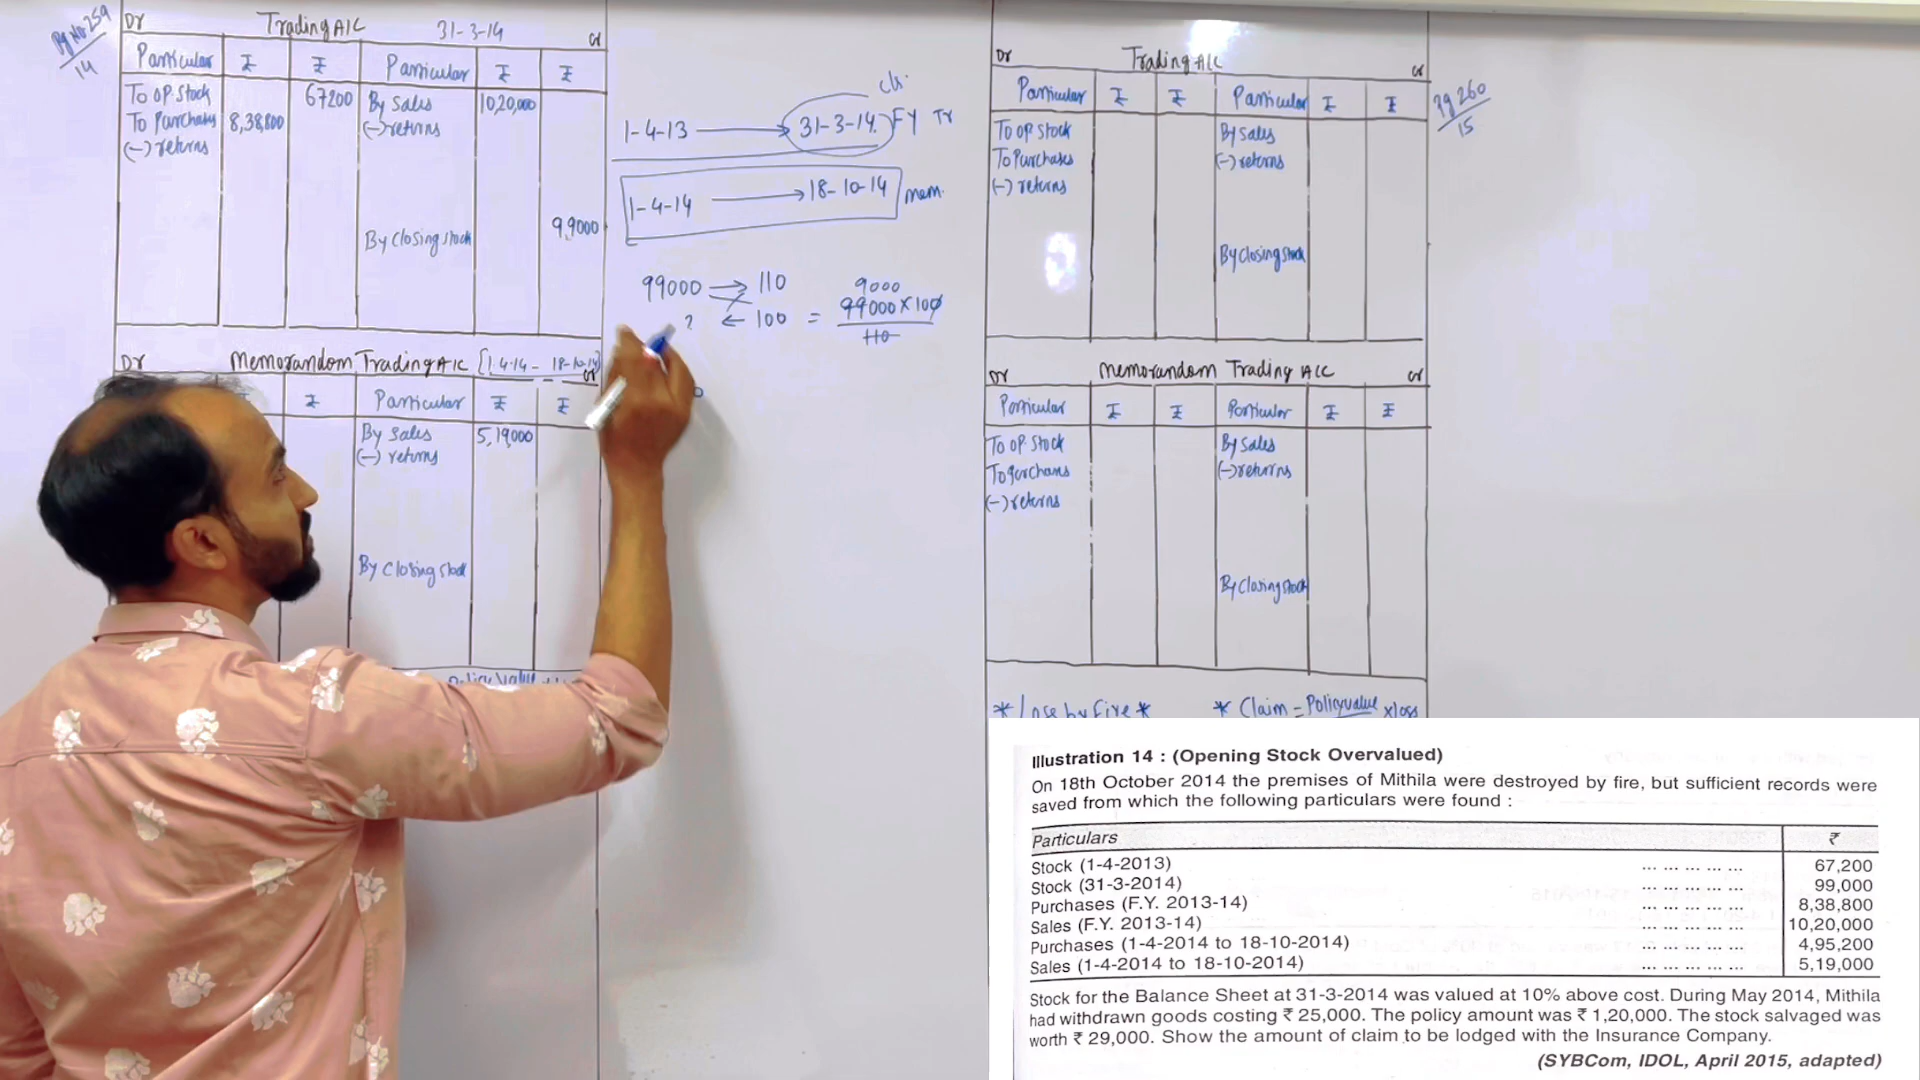 Pg No 259
14
Dr Trading A/C 31-3-14 cr
Particular ₹ ₹ Particular ₹ ₹
To OP. Stock 67200 By Sales 10,20,000
To Purchases 8,38,800 (-) returns
(-) returns
By Closing stock 99000
Dr Memorandom Trading A/C [1.4.14 - 18-10-14] cr
₹ ₹ Particular ₹ ₹
By Sales 5,19,000
(-) returns
By Closing stock
Policy Value
cls.
1-4-13 → 31-3-14. FY Tr
1-4-14 → 18-10-14 mem.
99000 → 110
? ← 100 =
9000
99000 × 100
110
Dr Trading A/C cr
Particular ₹ ₹ Particular ₹ ₹
To OP Stock By Sales
To Purchases (-) returns
(-) returns
By Closing stock
Pg 260
15
Dr Memorandom Trading A/C cr
Particular ₹ ₹ Particular ₹ ₹
To OP. Stock By Sales
To Purchases (-) returns
(-) returns
By Closing stock
* Loss by Fire * * Claim = Policy value × loss
Illustration 14 : (Opening Stock Overvalued)
On 18th October 2014 the premises of Mithila were destroyed by fire, but sufficient records were
saved from which the following particulars were found :
Particulars ₹
Stock (1-4-2013) ... ... ... ... ... 67,200
Stock (31-3-2014) ... ... ... ... ... 99,000
Purchases (F.Y. 2013-14) ... ... ... ... ... 8,38,800
Sales (F.Y. 2013-14) ... ... ... ... ... 10,20,000
Purchases (1-4-2014 to 18-10-2014) ... ... ... ... ... 4,95,200
Sales (1-4-2014 to 18-10-2014) ... ... ... ... ... 5,19,000
Stock for the Balance Sheet at 31-3-2014 was valued at 10% above cost. During May 2014, Mithila
had withdrawn goods costing ₹ 25,000. The policy amount was ₹ 1,20,000. The stock salvaged was
worth ₹ 29,000. Show the amount of claim to be lodged with the Insurance Company.
(SYBCom, IDOL, April 2015, adapted)